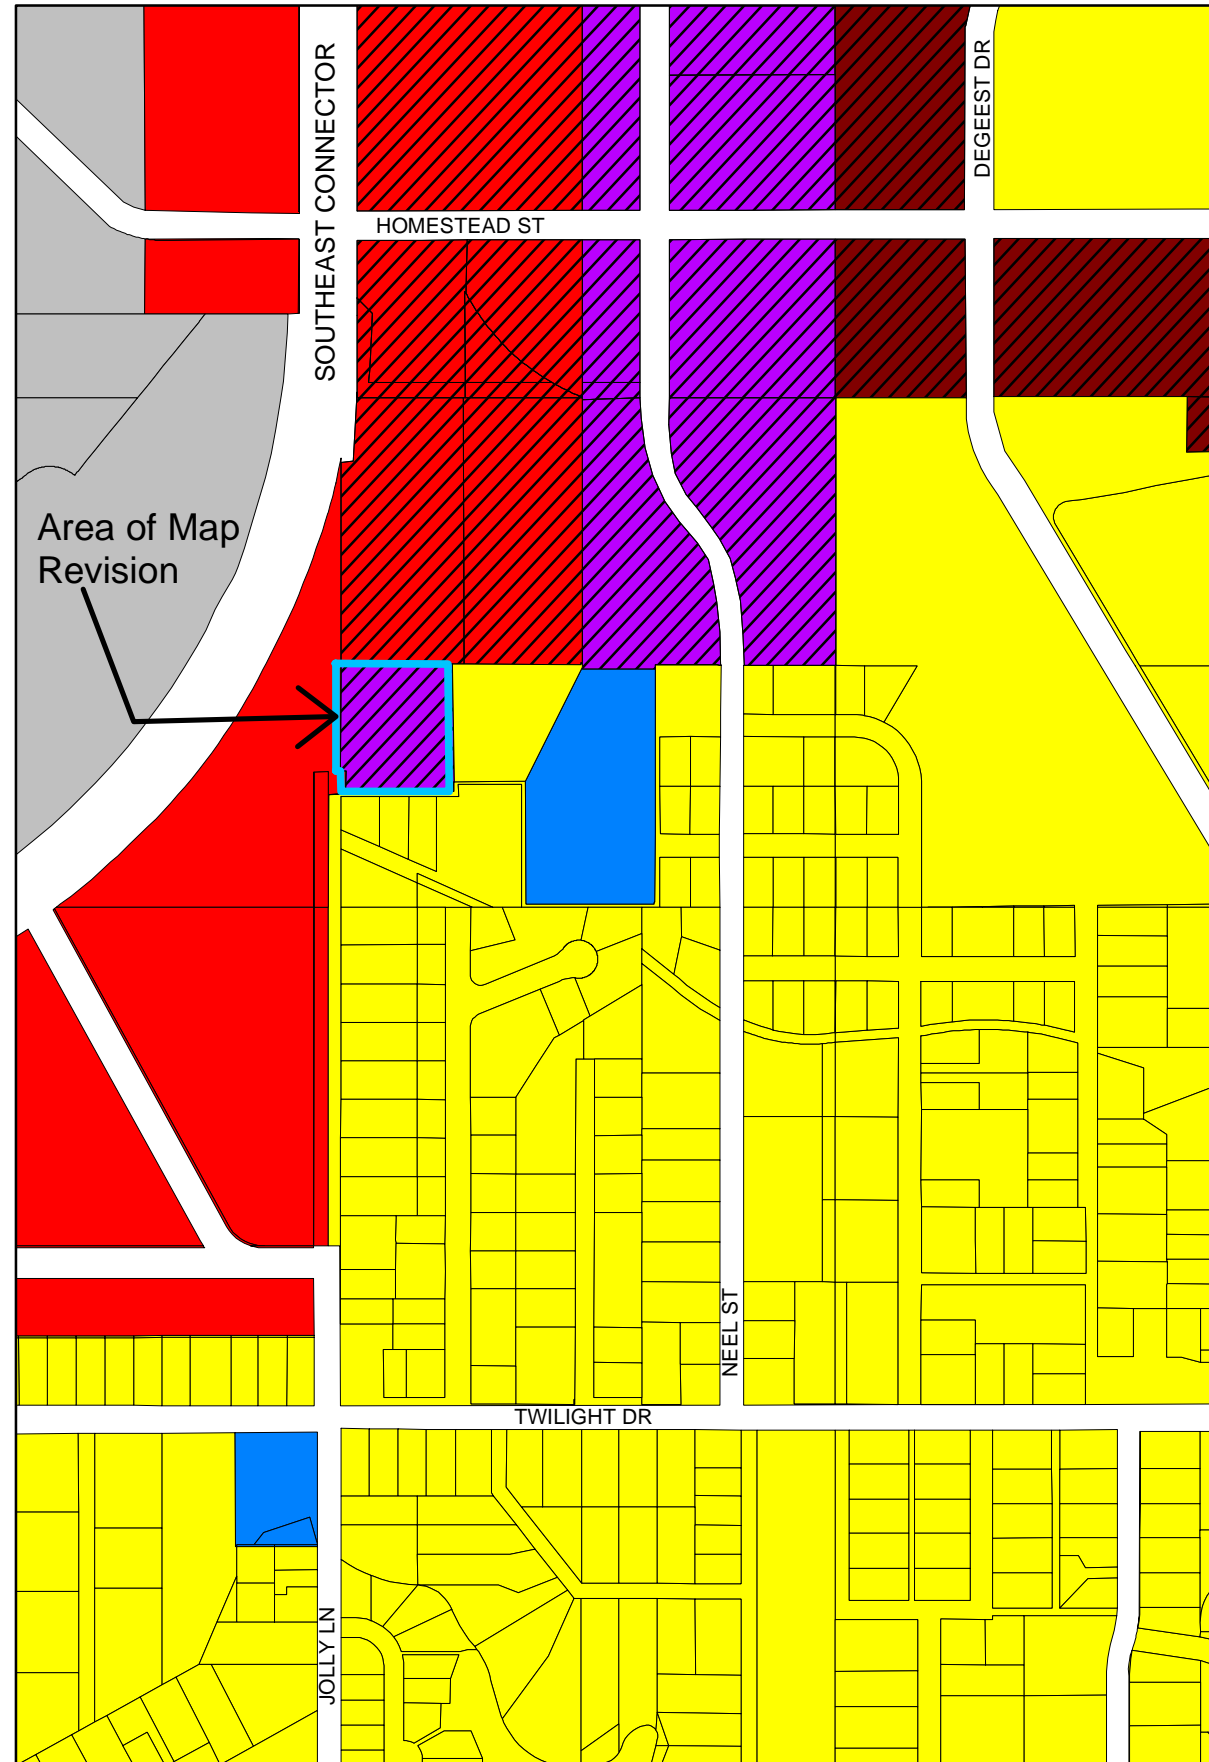 SOUTHEAST CONNECTOR
DEGEEST DR
HOMESTEAD ST
Area of Map
Revision
NEEL ST
TWILIGHT DR
JOLLY LN